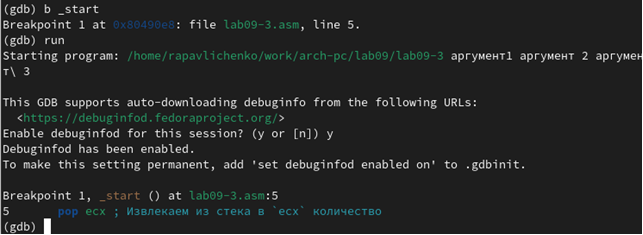 (gdb) b _start
Breakpoint 1 at 0x80490e8: file lab09-3.asm, line 5.
(gdb) run
Starting program: /home/rapavlichenko/work/arch-pc/lab09/lab09-3 аргумент1 аргумент 2 аргумен
т\ 3

This GDB supports auto-downloading debuginfo from the following URLs:
  <https://debuginfod.fedoraproject.org/>
Enable debuginfod for this session? (y or [n]) y
Debuginfod has been enabled.
To make this setting permanent, add 'set debuginfod enabled on' to .gdbinit.

Breakpoint 1, _start () at lab09-3.asm:5
5       pop ecx ; Извлекаем из стека в `ecx` количество
(gdb)